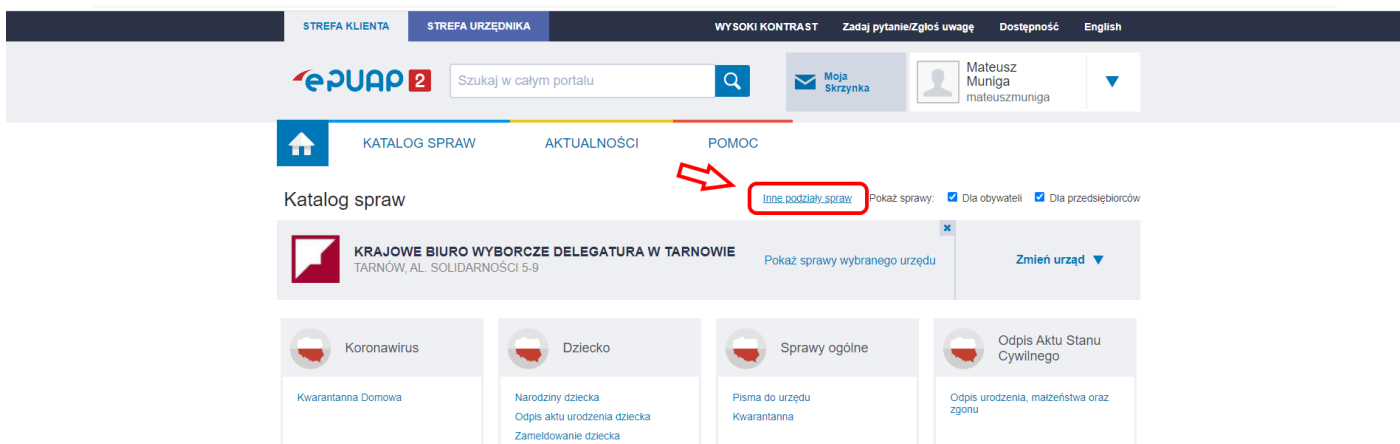 STREFA KLIENTA STREFA URZĘDNIKA WYSOKI KONTRAST Zadaj pytanie/Zgłoś uwagę Dostępność English
ePUAP 2 Szukaj w całym portalu Moja Skrzynka Mateusz Muniga mateuszmuniga
KATALOG SPRAW AKTUALNOŚCI POMOC
Katalog spraw Inne podziały spraw Pokaż sprawy: Dla obywateli Dla przedsiębiorców
KRAJOWE BIURO WYBORCZE DELEGATURA W TARNOWIE
TARNÓW, AL. SOLIDARNOŚCI 5-9
Pokaż sprawy wybranego urzędu Zmień urząd
Koronawirus
Kwarantanna Domowa
Dziecko
Narodziny dziecka
Odpis aktu urodzenia dziecka
Zameldowanie dziecka
Sprawy ogólne
Pisma do urzędu
Kwarantanna
Odpis Aktu Stanu
Cywilnego
Odpis urodzenia, małżeństwa oraz
zgonu